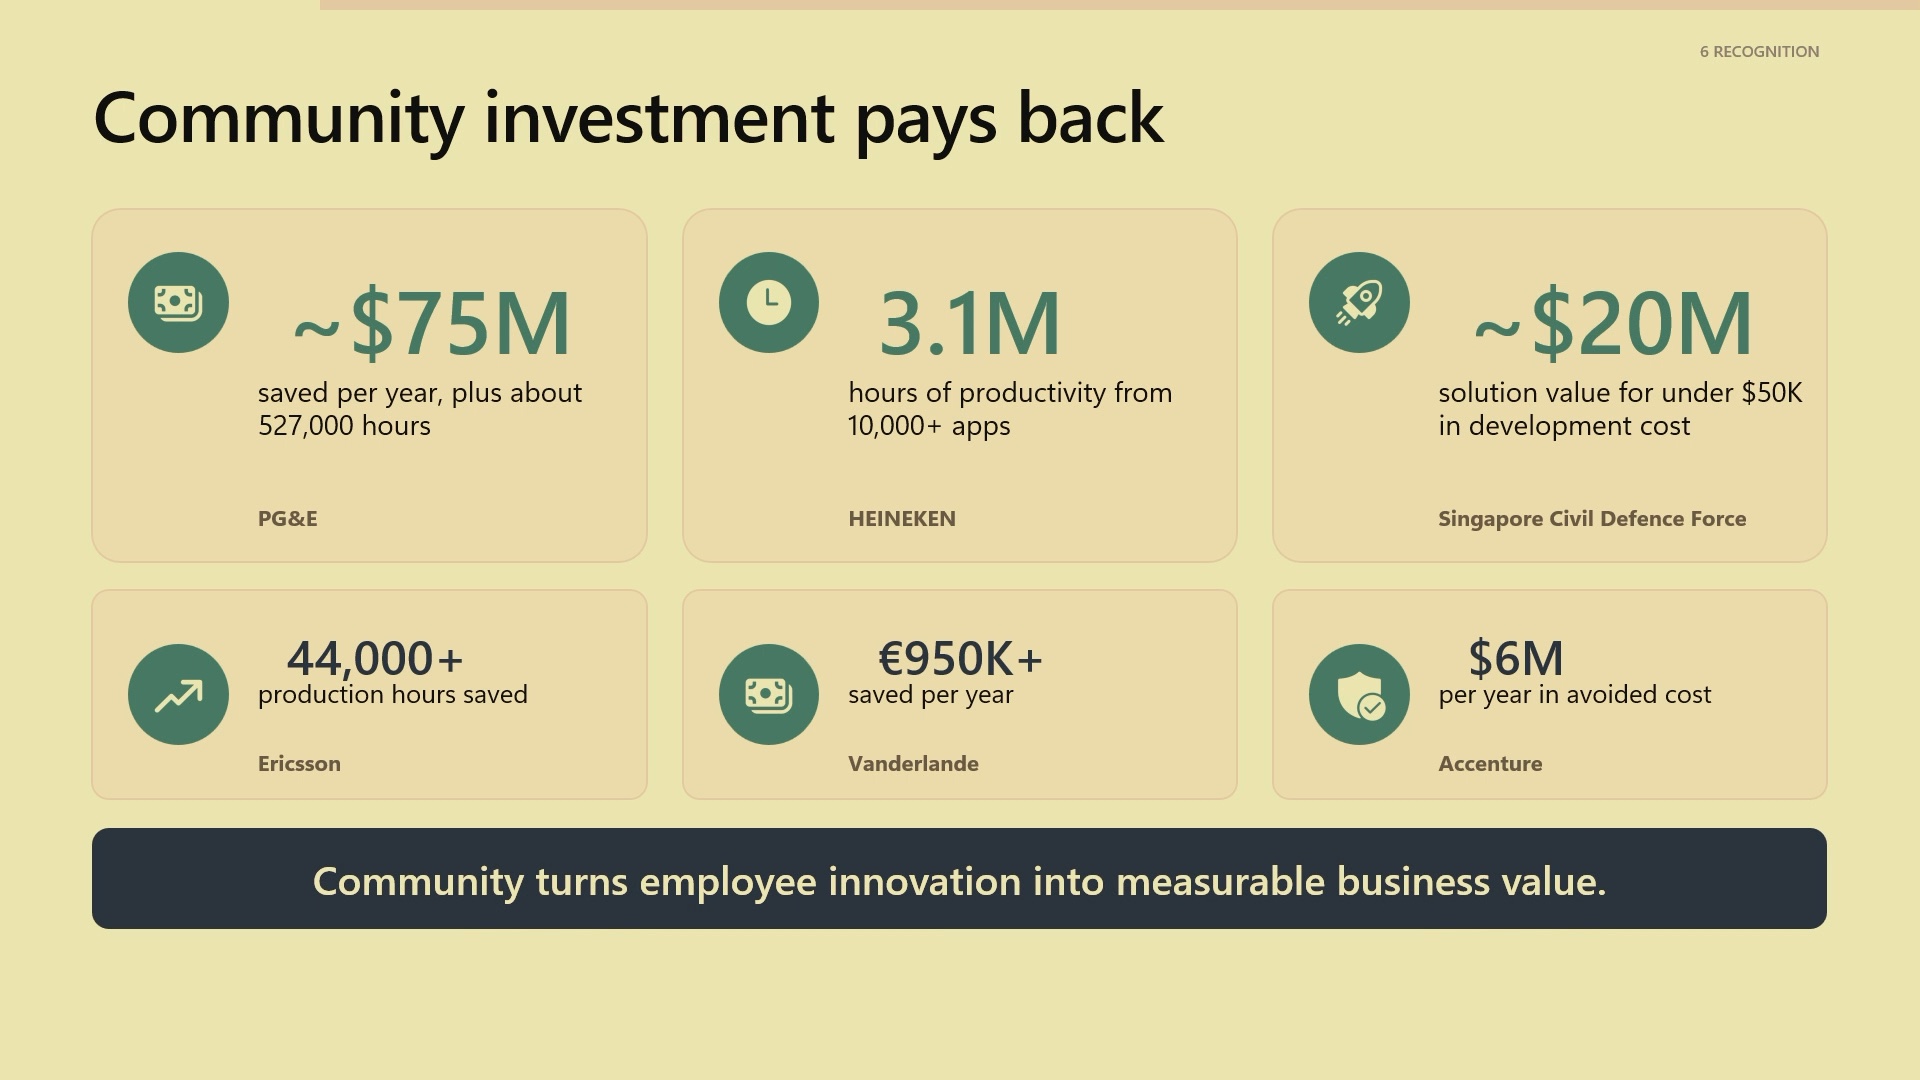 6 RECOGNITION
Community investment pays back
~$75M
saved per year, plus about
527,000 hours
PG&E
3.1M
hours of productivity from
10,000+ apps
HEINEKEN
~$20M
solution value for under $50K
in development cost
Singapore Civil Defence Force
44,000+
production hours saved
Ericsson
€950K+
saved per year
Vanderlande
$6M
per year in avoided cost
Accenture
Community turns employee innovation into measurable business value.